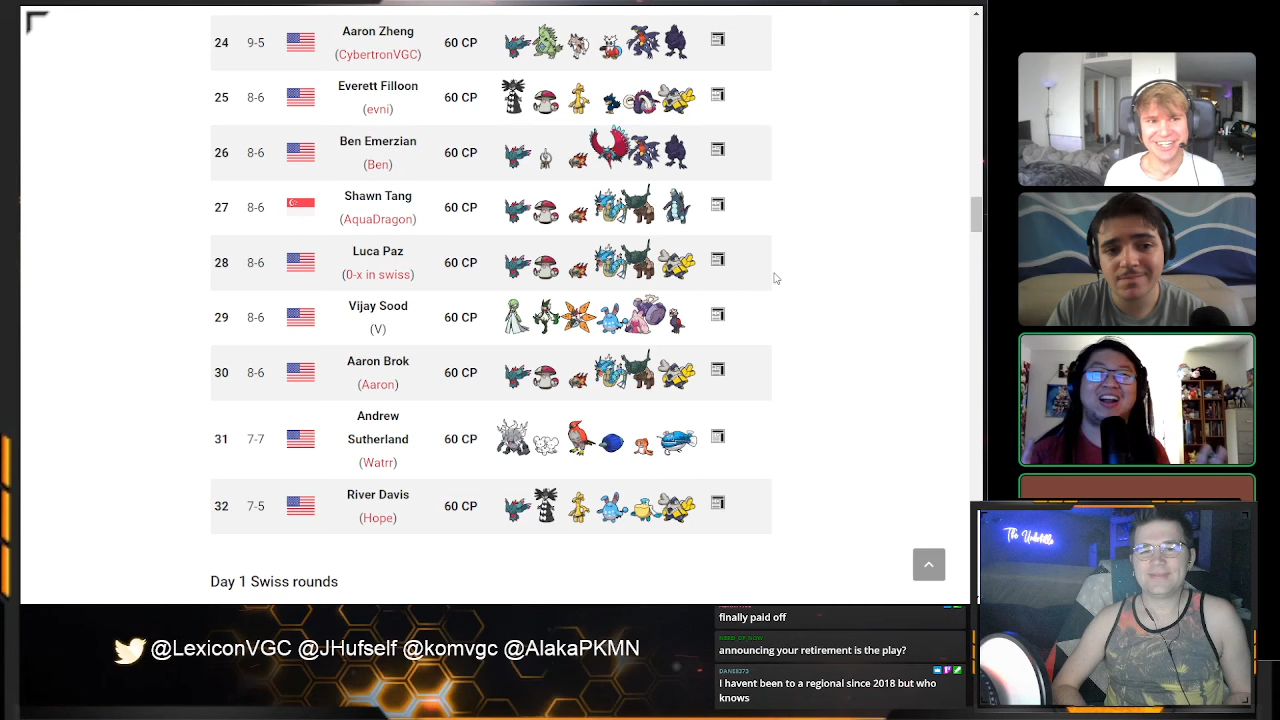 24 9-5 Aaron Zheng 60 CP
(CybertronVGC)
25 8-6 Everett Filloon 60 CP
(evni)
26 8-6 Ben Emerzian 60 CP
(Ben)
27 8-6 Shawn Tang 60 CP
(AquaDragon)
28 8-6 Luca Paz 60 CP
(0-x in swiss)
29 8-6 Vijay Sood 60 CP
(V)
30 8-6 Aaron Brok 60 CP
(Aaron)
31 7-7 Andrew Sutherland 60 CP
(Watrr)
32 7-5 River Davis 60 CP
(Hope)
Day 1 Swiss rounds
@LexiconVGC @JHufself @komvgc @AlakaPKMN
finally paid off
announcing your retirement is the play?
DANE8373
I havent been to a regional since 2018 but who
knows